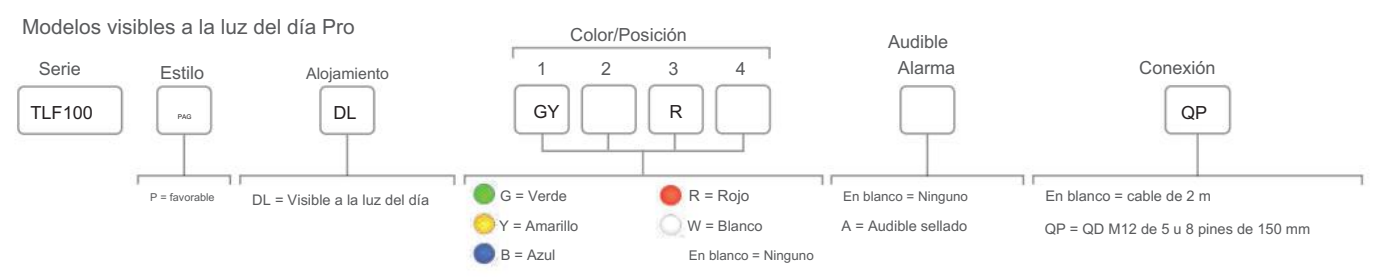 Modelos visibles a la luz del día Pro
Serie
Estilo
Alojamiento
Color/Posición
1 2 3 4
Audible
Alarma
Conexión
TLF100
PAG
DL
GY
R
QP
P = favorable
DL = Visible a la luz del día
G = Verde
Y = Amarillo
B = Azul
R = Rojo
W = Blanco
En blanco = Ninguno
En blanco = Ninguno
A = Audible sellado
En blanco = cable de 2 m
QP = QD M12 de 5 u 8 pines de 150 mm